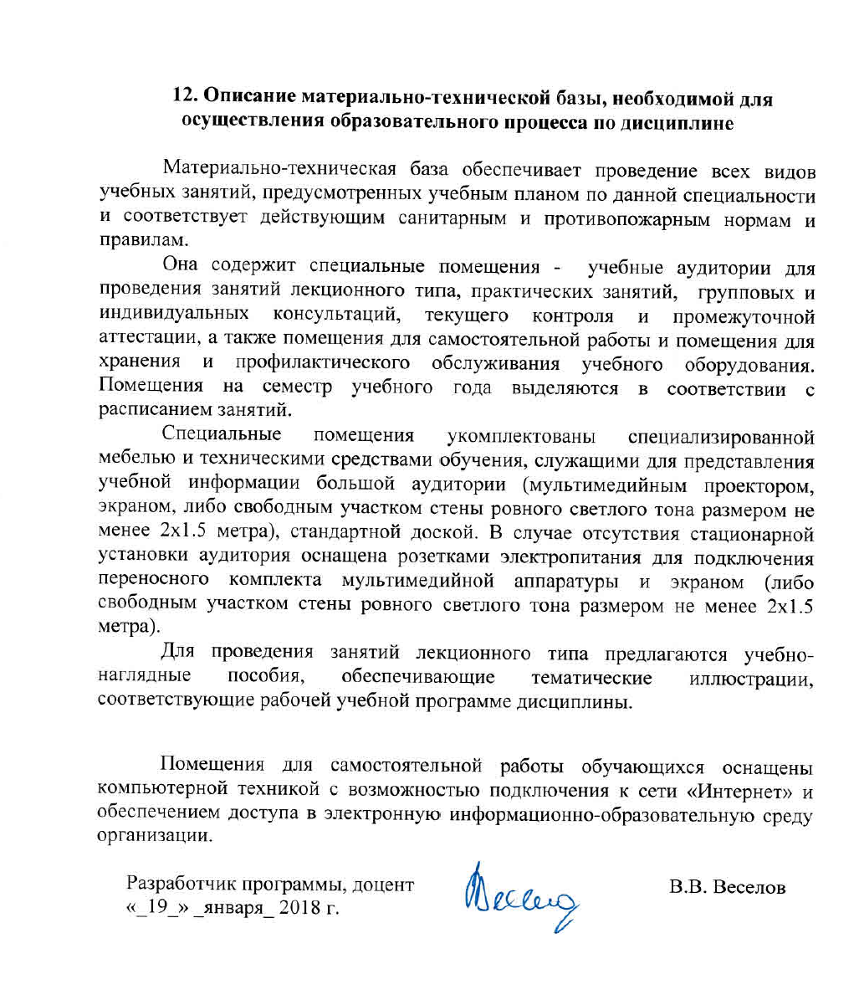 12. Описание материально-технической базы, необходимой для
осуществления образовательного процесса по дисциплине
Материально-техническая база обеспечивает проведение всех видов
учебных занятий, предусмотренных учебным планом по данной специальности
и соответствует действующим санитарным и противопожарным нормам и
правилам.
Она содержит специальные помещения - учебные аудитории для
проведения занятий лекционного типа, практических занятий, групповых и
индивидуальных консультаций, текущего контроля и промежуточной
аттестации, а также помещения для самостоятельной работы и помещения для
хранения и профилактического обслуживания учебного оборудования.
Помещения на семестр учебного года выделяются в соответствии с
расписанием занятий.
Специальные помещения укомплектованы специализированной
мебелью и техническими средствами обучения, служащими для представления
учебной информации большой аудитории (мультимедийным проектором,
экраном, либо свободным участком стены ровного светлого тона размером не
менее 2х1.5 метра), стандартной доской. В случае отсутствия стационарной
установки аудитория оснащена розетками электропитания для подключения
переносного комплекта мультимедийной аппаратуры и экраном (либо
свободным участком стены ровного светлого тона размером не менее 2х1.5
метра).
Для проведения занятий лекционного типа предлагаются учебно-
наглядные пособия, обеспечивающие тематические иллюстрации,
соответствующие рабочей учебной программе дисциплины.
Помещения для самостоятельной работы обучающихся оснащены
компьютерной техникой с возможностью подключения к сети «Интернет» и
обеспечением доступа в электронную информационно-образовательную среду
организации.
Разработчик программы, доцент В.В. Веселов
«_19_» _января_ 2018 г.